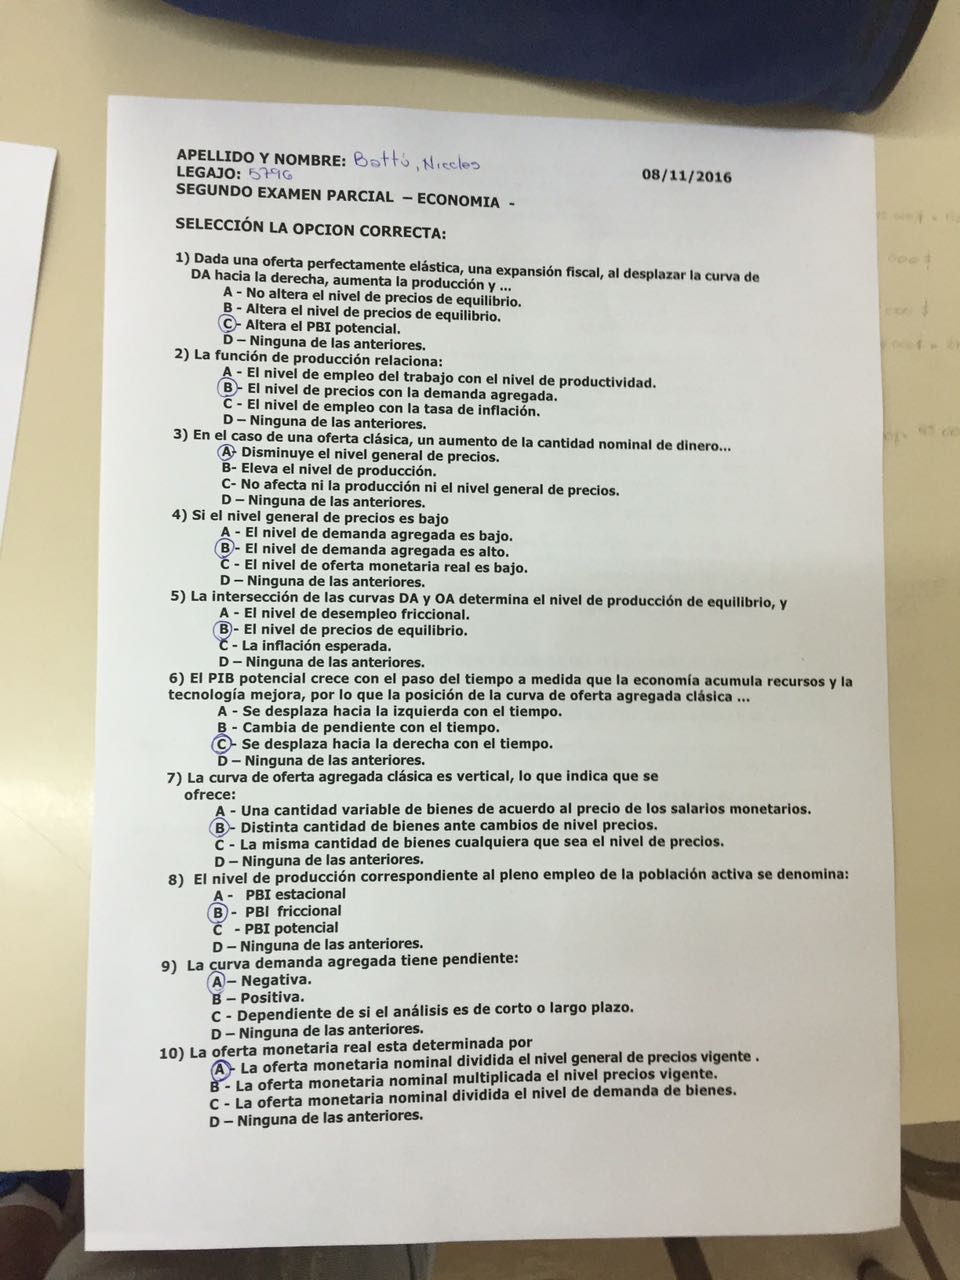 APELLIDO Y NOMBRE: Bottó, Niccolos
LEGAJO: 5796
08/11/2016
SEGUNDO EXAMEN PARCIAL – ECONOMIA -
SELECCIÓN LA OPCION CORRECTA:
1) Dada una oferta perfectamente elástica, una expansión fiscal, al desplazar la curva de
DA hacia la derecha, aumenta la producción y ...
A - No altera el nivel de precios de equilibrio.
B - Altera el nivel de precios de equilibrio.
C - Altera el PBI potencial.
D – Ninguna de las anteriores.
2) La función de producción relaciona:
A - El nivel de empleo del trabajo con el nivel de productividad.
B - El nivel de precios con la demanda agregada.
C - El nivel de empleo con la tasa de inflación.
D – Ninguna de las anteriores.
3) En el caso de una oferta clásica, un aumento de la cantidad nominal de dinero...
A- Disminuye el nivel general de precios.
B- Eleva el nivel de producción.
C- No afecta ni la producción ni el nivel general de precios.
D – Ninguna de las anteriores.
4) Si el nivel general de precios es bajo
A - El nivel de demanda agregada es bajo.
B - El nivel de demanda agregada es alto.
C - El nivel de oferta monetaria real es bajo.
D – Ninguna de las anteriores.
5) La intersección de las curvas DA y OA determina el nivel de producción de equilibrio, y
A - El nivel de desempleo friccional.
B - El nivel de precios de equilibrio.
C - La inflación esperada.
D – Ninguna de las anteriores.
6) El PIB potencial crece con el paso del tiempo a medida que la economía acumula recursos y la
tecnología mejora, por lo que la posición de la curva de oferta agregada clásica ...
A - Se desplaza hacia la izquierda con el tiempo.
B - Cambia de pendiente con el tiempo.
C - Se desplaza hacia la derecha con el tiempo.
D – Ninguna de las anteriores.
7) La curva de oferta agregada clásica es vertical, lo que indica que se
ofrece:
A - Una cantidad variable de bienes de acuerdo al precio de los salarios monetarios.
B - Distinta cantidad de bienes ante cambios de nivel precios.
C - La misma cantidad de bienes cualquiera que sea el nivel de precios.
D – Ninguna de las anteriores.
8) El nivel de producción correspondiente al pleno empleo de la población activa se denomina:
A - PBI estacional
B - PBI friccional
C - PBI potencial
D – Ninguna de las anteriores.
9) La curva demanda agregada tiene pendiente:
A – Negativa.
B – Positiva.
C - Dependiente de si el análisis es de corto o largo plazo.
D – Ninguna de las anteriores.
10) La oferta monetaria real esta determinada por
A - La oferta monetaria nominal dividida el nivel general de precios vigente .
B - La oferta monetaria nominal multiplicada el nivel precios vigente.
C - La oferta monetaria nominal dividida el nivel de demanda de bienes.
D – Ninguna de las anteriores.